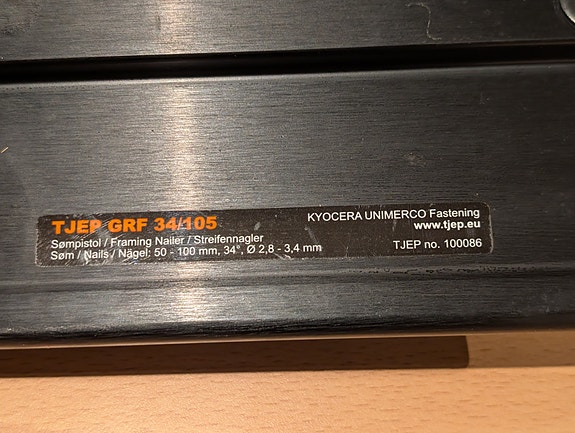 TJEP GRF 34/105
Sømpistol / Framing Nailer / Streifennagler
Søm / Nails / Nägel: 50 - 100 mm, 34°, Ø 2,8 - 3,4 mm
KYOCERA UNIMERCO Fastening
www.tjep.eu
TJEP no. 100086